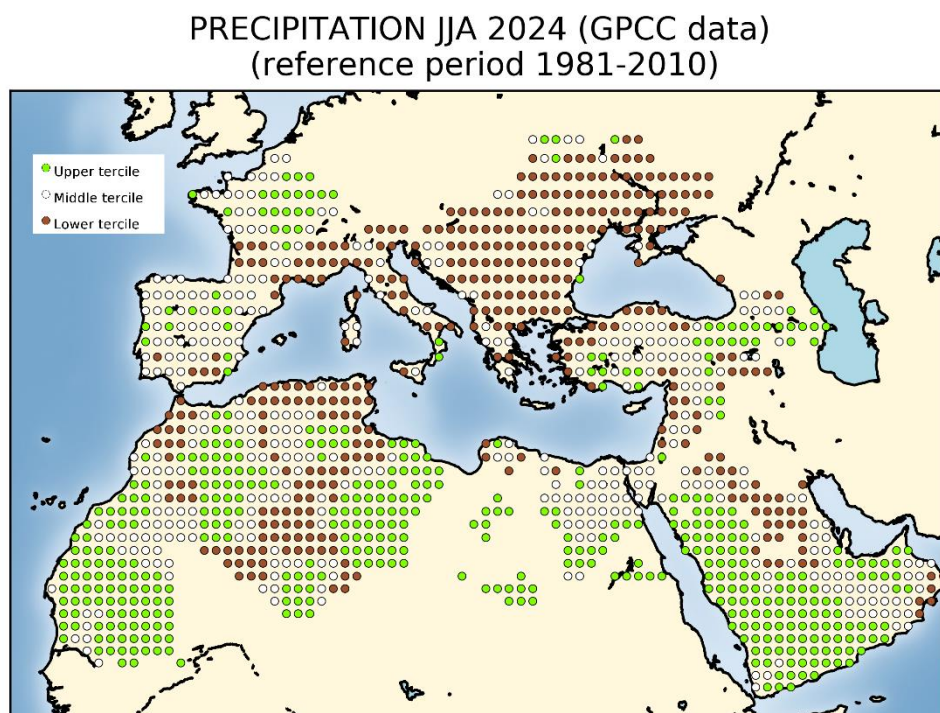 PRECIPITATION JJA 2024 (GPCC data)
(reference period 1981-2010)
Upper tercile
Middle tercile
Lower tercile